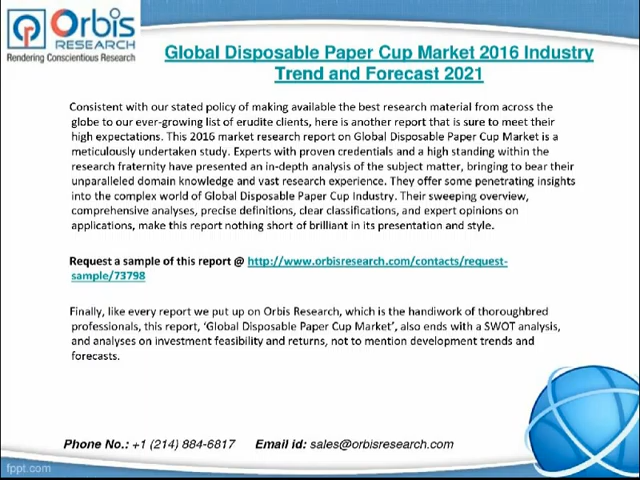 Orbis
RESEARCH
Rendering Conscientious Research
Global Disposable Paper Cup Market 2016 Industry
Trend and Forecast 2021
Consistent with our stated policy of making available the best research material from across the
globe to our ever-growing list of erudite clients, here is another report that is sure to meet their
high expectations. This 2016 market research report on Global Disposable Paper Cup Market is a
meticulously undertaken study. Experts with proven credentials and a high standing within the
research fraternity have presented an in-depth analysis of the subject matter, bringing to bear their
unparalleled domain knowledge and vast research experience. They offer some penetrating insights
into the complex world of Global Disposable Paper Cup Industry. Their sweeping overview,
comprehensive analyses, precise definitions, clear classifications, and expert opinions on
applications, make this report nothing short of brilliant in its presentation and style.
Request a sample of this report @ http://www.orbisresearch.com/contacts/request-
sample/73798
Finally, like every report we put up on Orbis Research, which is the handiwork of thoroughbred
professionals, this report, ‘Global Disposable Paper Cup Market’, also ends with a SWOT analysis,
and analyses on investment feasibility and returns, not to mention development trends and
forecasts.
Phone No.: +1 (214) 884-6817 Email id: sales@orbisresearch.com
fppt.com